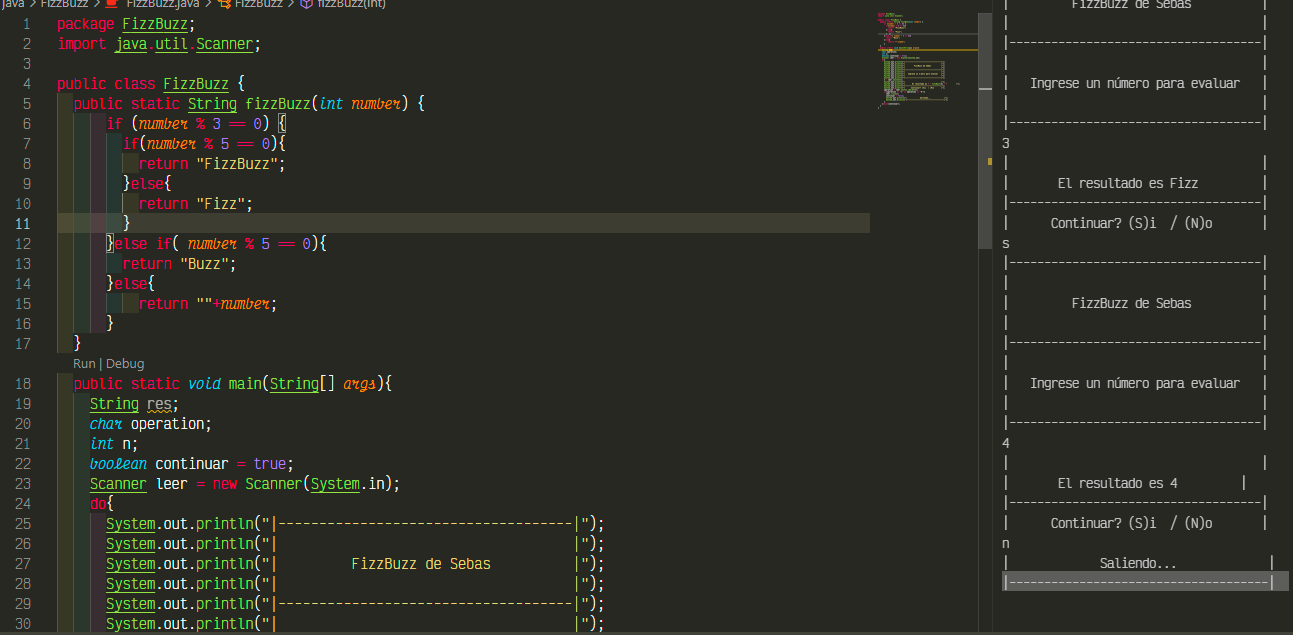 java > FizzBuzz > FizzBuzz.java > FizzBuzz > fizzBuzz(int)
1 package FizzBuzz;
2 import java.util.Scanner;
3
4 public class FizzBuzz {
5 public static String fizzBuzz(int number) {
6 if (number % 3 == 0) {
7 if(number % 5 == 0){
8 return "FizzBuzz";
9 }else{
10 return "Fizz";
11 }
12 }else if( number % 5 == 0){
13 return "Buzz";
14 }else{
15 return ""+number;
16 }
17 }
Run | Debug
18 public static void main(String[] args){
19 String res;
20 char operation;
21 int n;
22 boolean continuar = true;
23 Scanner leer = new Scanner(System.in);
24 do{
25 System.out.println("|------------------------------------|");
26 System.out.println("|                                    |");
27 System.out.println("|         FizzBuzz de Sebas          |");
28 System.out.println("|                                    |");
29 System.out.println("|------------------------------------|");
30 System.out.println("|                                    |");
|         FizzBuzz de Sebas          |
|                                    |
|------------------------------------|
|                                    |
|   Ingrese un número para evaluar   |
|                                    |
|------------------------------------|
3
|                                    |
|       El resultado es Fizz         |
|------------------------------------|
|      Continuar? (S)i  / (N)o       |
s
|------------------------------------|
|                                    |
|         FizzBuzz de Sebas          |
|                                    |
|------------------------------------|
|                                    |
|   Ingrese un número para evaluar   |
|                                    |
|------------------------------------|
4
|                                    |
|       El resultado es 4         |
|------------------------------------|
|      Continuar? (S)i  / (N)o       |
n
|             Saliendo...             |
|-------------------------------------|